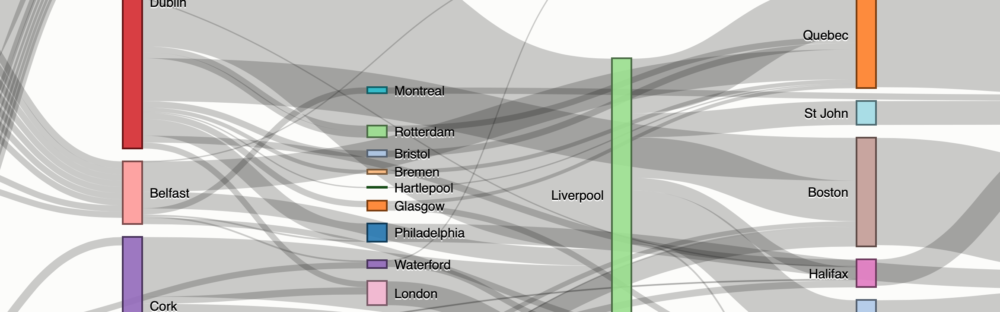 Dublin
Belfast
Cork
Montreal
Rotterdam
Bristol
Bremen
Hartlepool
Glasgow
Philadelphia
Waterford
London
Liverpool
Quebec
St John
Boston
Halifax